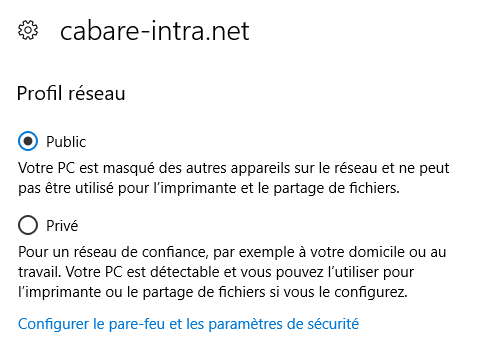 cabare-intra.net
Profil réseau
Public
Votre PC est masqué des autres appareils sur le réseau et ne peut
pas être utilisé pour l'imprimante et le partage de fichiers.
Privé
Pour un réseau de confiance, par exemple à votre domicile ou au
travail. Votre PC est détectable et vous pouvez l'utiliser pour
l'imprimante ou le partage de fichiers si vous le configurez.
Configurer le pare-feu et les paramètres de sécurité